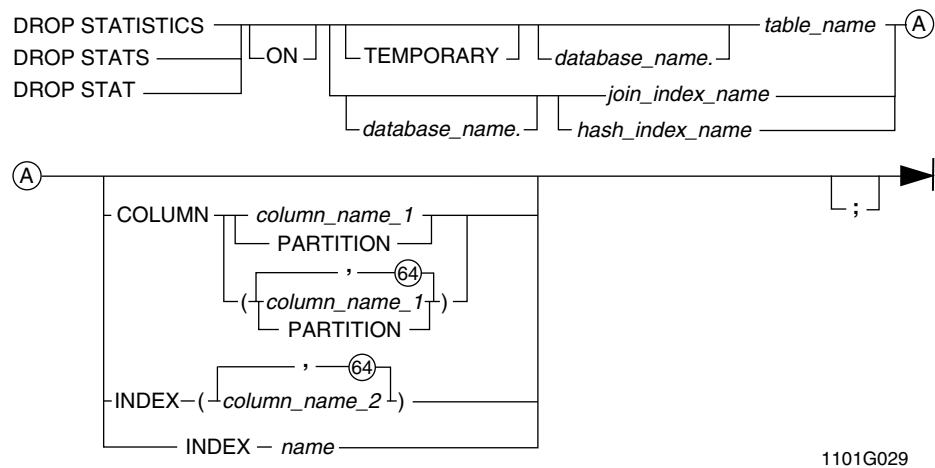 DROP STATISTICS ON TEMPORARY database_name. table_name A
DROP STATS
DROP STAT
database_name. join_index_name
hash_index_name
A
COLUMN column_name_1
PARTITION
( column_name_1 , 64 )
PARTITION
INDEX ( column_name_2 , 64 )
INDEX name
;
1101G029